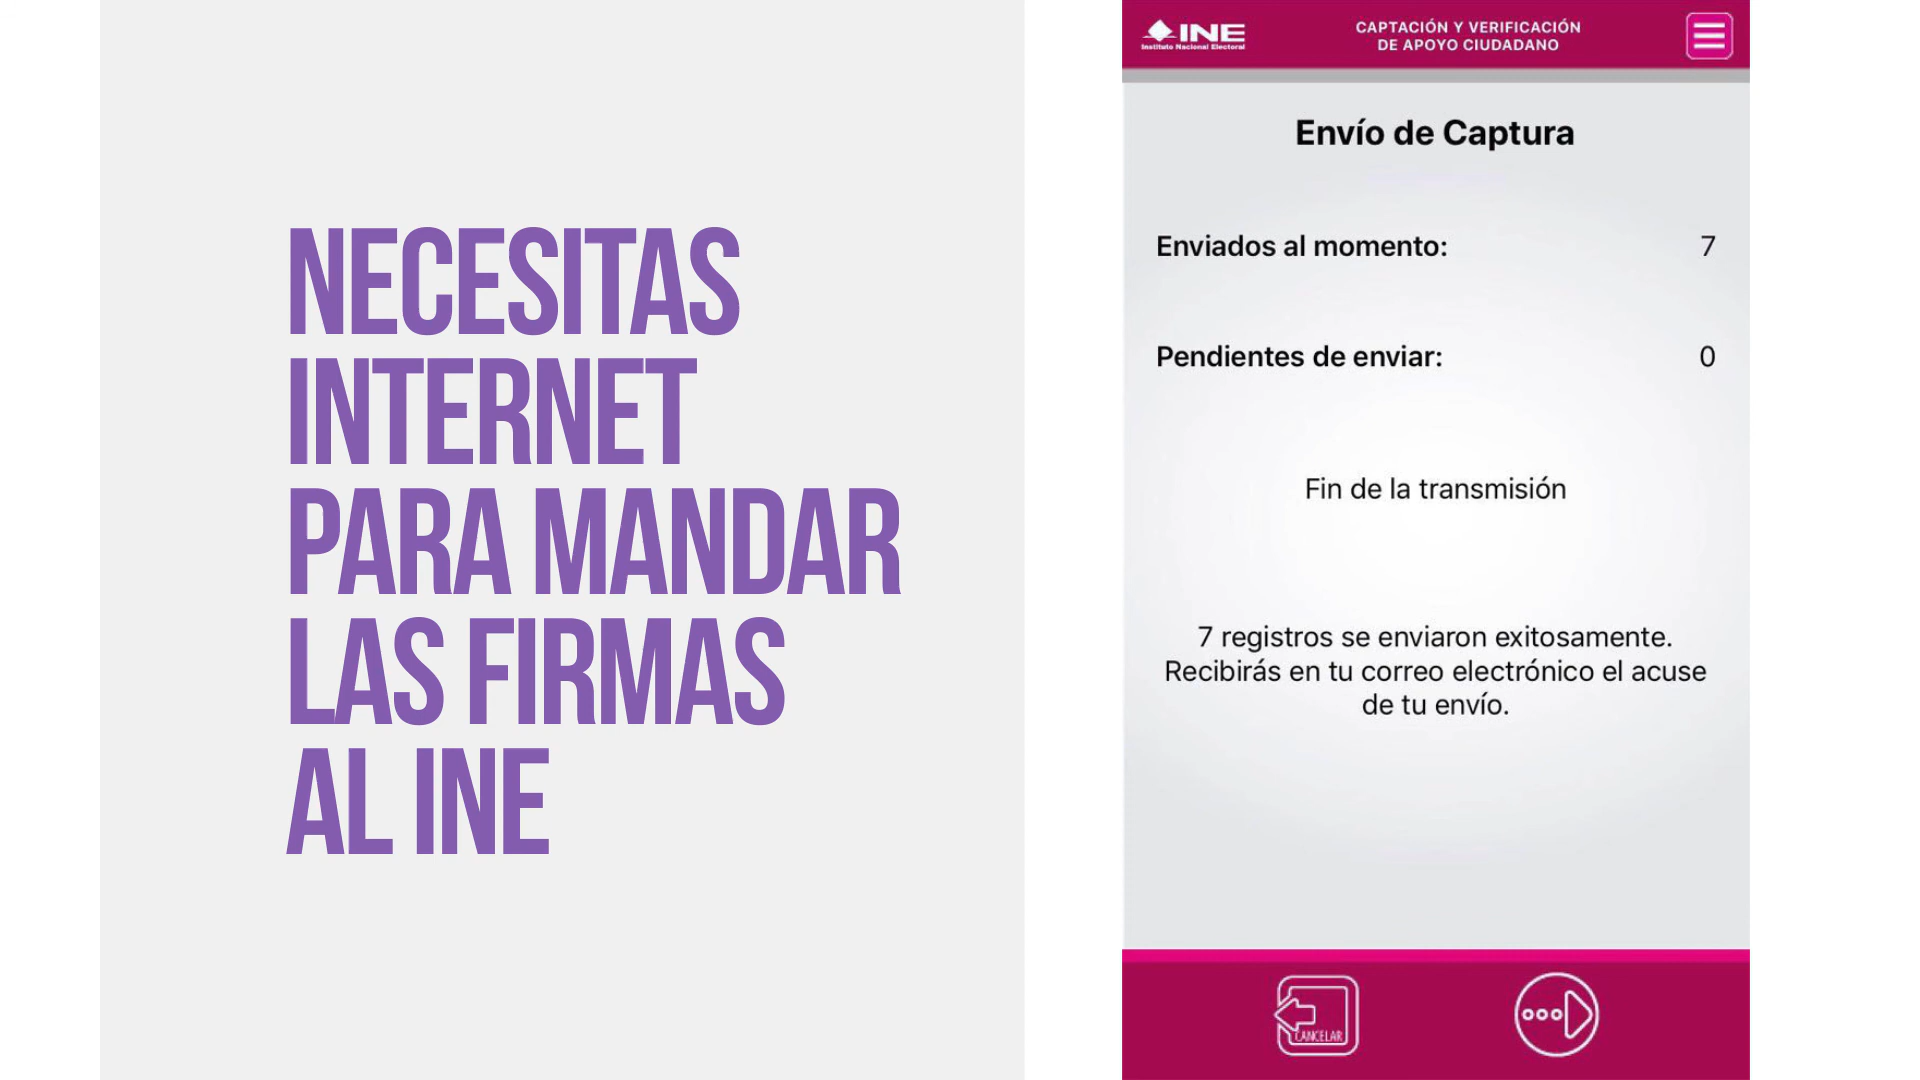 NECESITAS
INTERNET
PARA MANDAR
LAS FIRMAS
AL INE
INE
Instituto Nacional Electoral
CAPTACIÓN Y VERIFICACIÓN
DE APOYO CIUDADANO
Envío de Captura
Enviados al momento: 7
Pendientes de enviar: 0
Fin de la transmisión
7 registros se enviaron exitosamente.
Recibirás en tu correo electrónico el acuse
de tu envío.
CANCELAR